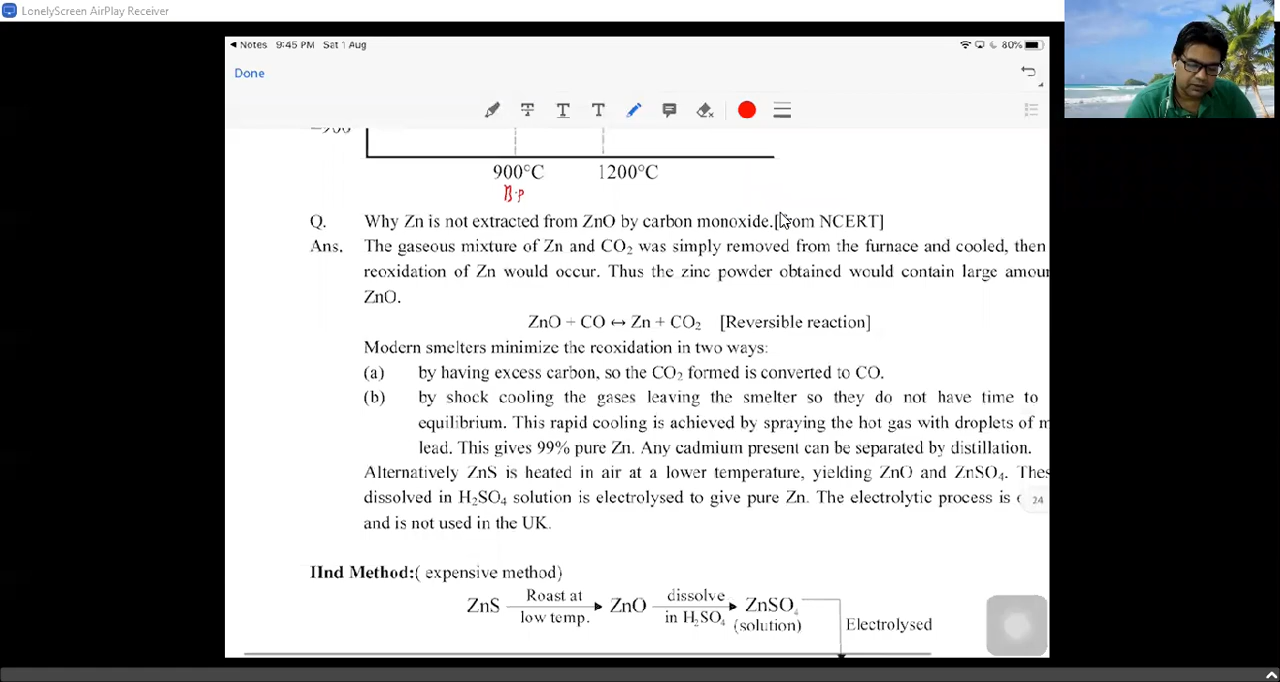 LonelyScreen AirPlay Receiver
Notes 9:45 PM Sat 1 Aug 80%
Done
T T T
900°C 1200°C
B.P
Q. Why Zn is not extracted from ZnO by carbon monoxide.[From NCERT]
Ans. The gaseous mixture of Zn and CO₂ was simply removed from the furnace and cooled, then
reoxidation of Zn would occur. Thus the zinc powder obtained would contain large
ZnO.
ZnO + CO ↔ Zn + CO₂ [Reversible reaction]
Modern smelters minimize the reoxidation in two ways:
(a) by having excess carbon, so the CO₂ formed is converted to CO.
(b) by shock cooling the gases leaving the smelter so they do not have time to
equilibrium. This rapid cooling is achieved by spraying the hot gas with droplets of
lead. This gives 99% pure Zn. Any cadmium present can be separated by distillation.
Alternatively ZnS is heated in air at a lower temperature, yielding ZnO and ZnSO₄.
dissolved in H₂SO₄ solution is electrolysed to give pure Zn. The electrolytic process is
24
and is not used in the UK.
IInd Method:( expensive method)
ZnS Roast at low temp. ZnO dissolve in H₂SO₄ ZnSO₄ (solution)
Electrolysed